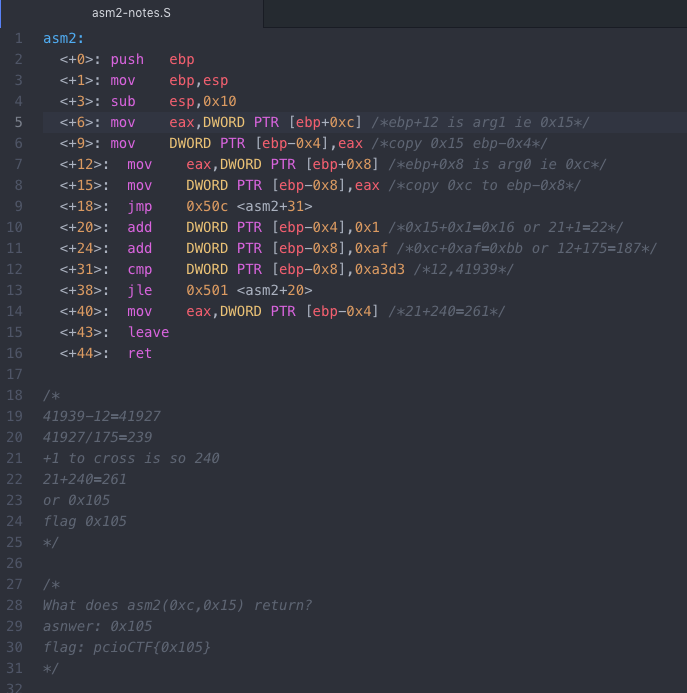 asm2-notes.S
1 asm2:
2 <+0>: push ebp
3 <+1>: mov ebp,esp
4 <+3>: sub esp,0x10
5 <+6>: mov eax,DWORD PTR [ebp+0xc] /*ebp+12 is arg1 ie 0x15*/
6 <+9>: mov DWORD PTR [ebp-0x4],eax /*copy 0x15 ebp-0x4*/
7 <+12>: mov eax,DWORD PTR [ebp+0x8] /*ebp+0x8 is arg0 ie 0xc*/
8 <+15>: mov DWORD PTR [ebp-0x8],eax /*copy 0xc to ebp-0x8*/
9 <+18>: jmp 0x50c <asm2+31>
10 <+20>: add DWORD PTR [ebp-0x4],0x1 /*0x15+0x1=0x16 or 21+1=22*/
11 <+24>: add DWORD PTR [ebp-0x8],0xaf /*0xc+0xaf=0xbb or 12+175=187*/
12 <+31>: cmp DWORD PTR [ebp-0x8],0xa3d3 /*12,41939*/
13 <+38>: jle 0x501 <asm2+20>
14 <+40>: mov eax,DWORD PTR [ebp-0x4] /*21+240=261*/
15 <+43>: leave
16 <+44>: ret
17
18 /*
19 41939-12=41927
20 41927/175=239
21 +1 to cross is so 240
22 21+240=261
23 or 0x105
24 flag 0x105
25 */
26
27 /*
28 What does asm2(0xc,0x15) return?
29 asnwer: 0x105
30 flag: pcioCTF{0x105}
31 */
32